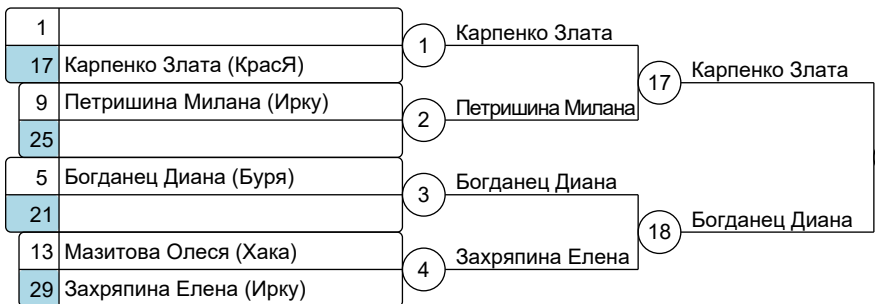 1
17 Карпенко Злата (КрасЯ)
9 Петришина Милана (Ирку)
25
5 Богданец Диана (Буря)
21
13 Мазитова Олеся (Хака)
29 Захряпина Елена (Ирку)
1 Карпенко Злата
2 Петришина Милана
3 Богданец Диана
4 Захряпина Елена
17 Карпенко Злата
18 Богданец Диана